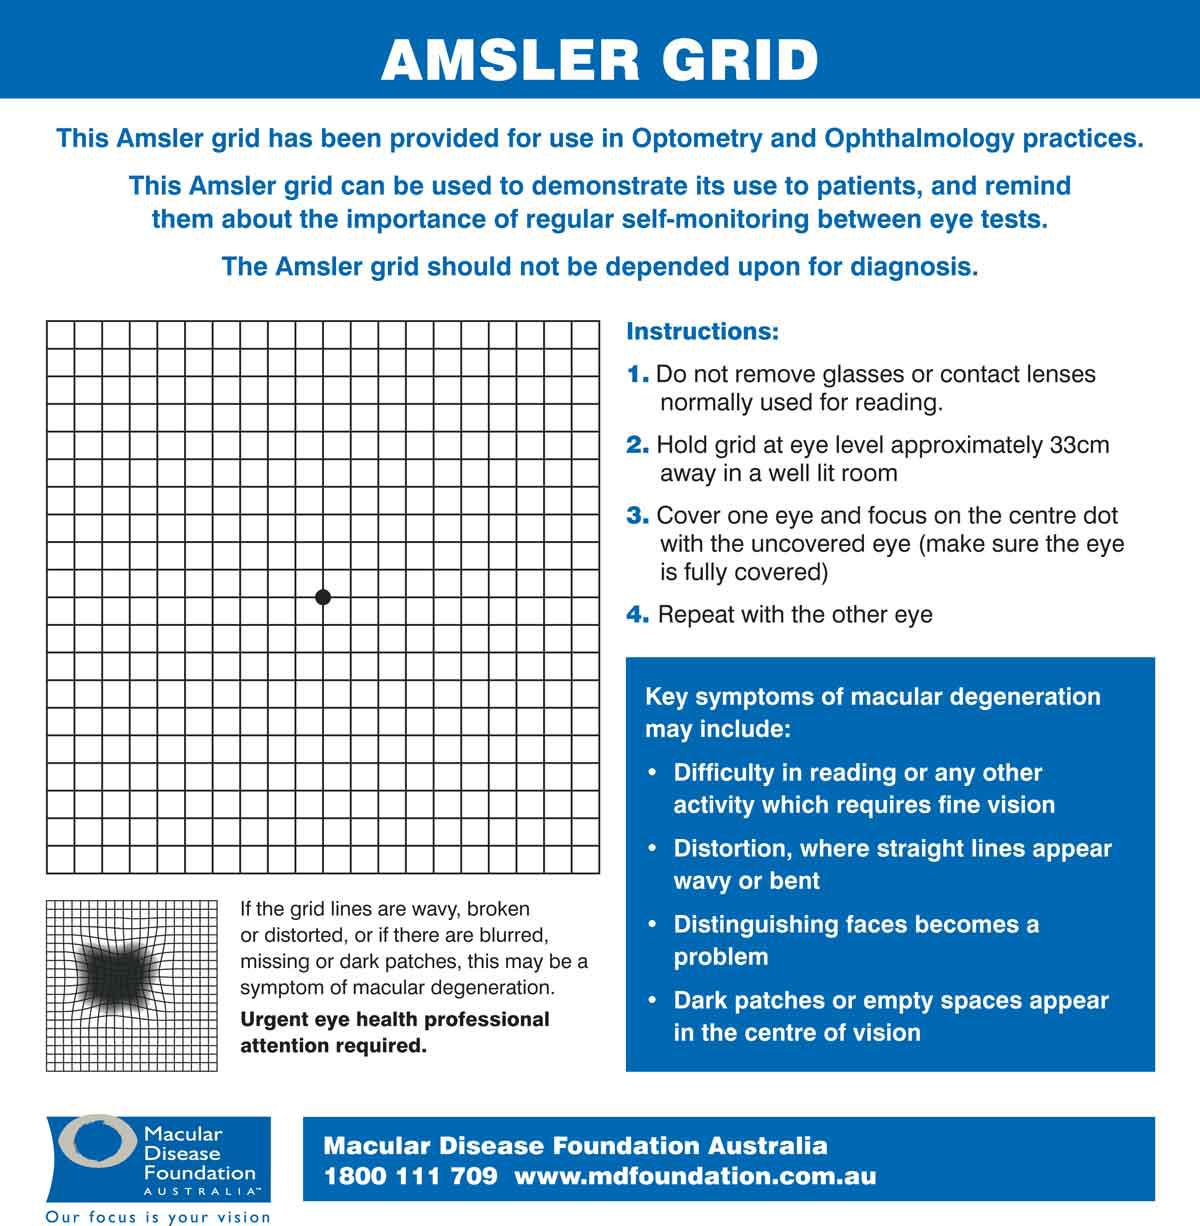 AMSLER GRID
This Amsler grid has been provided for use in Optometry and Ophthalmology practices.
This Amsler grid can be used to demonstrate its use to patients, and remind
them about the importance of regular self-monitoring between eye tests.
The Amsler grid should not be depended upon for diagnosis.
Instructions:
1. Do not remove glasses or contact lenses
normally used for reading.
2. Hold grid at eye level approximately 33cm
away in a well lit room
3. Cover one eye and focus on the centre dot
with the uncovered eye (make sure the eye
is fully covered)
4. Repeat with the other eye
Key symptoms of macular degeneration
may include:
• Difficulty in reading or any other
activity which requires fine vision
• Distortion, where straight lines appear
wavy or bent
• Distinguishing faces becomes a
problem
• Dark patches or empty spaces appear
in the centre of vision
If the grid lines are wavy, broken
or distorted, or if there are blurred,
missing or dark patches, this may be a
symptom of macular degeneration.
Urgent eye health professional
attention required.
Macular
Disease
Foundation
AUSTRALIA™
Our focus is your vision
Macular Disease Foundation Australia
1800 111 709 www.mdfoundation.com.au